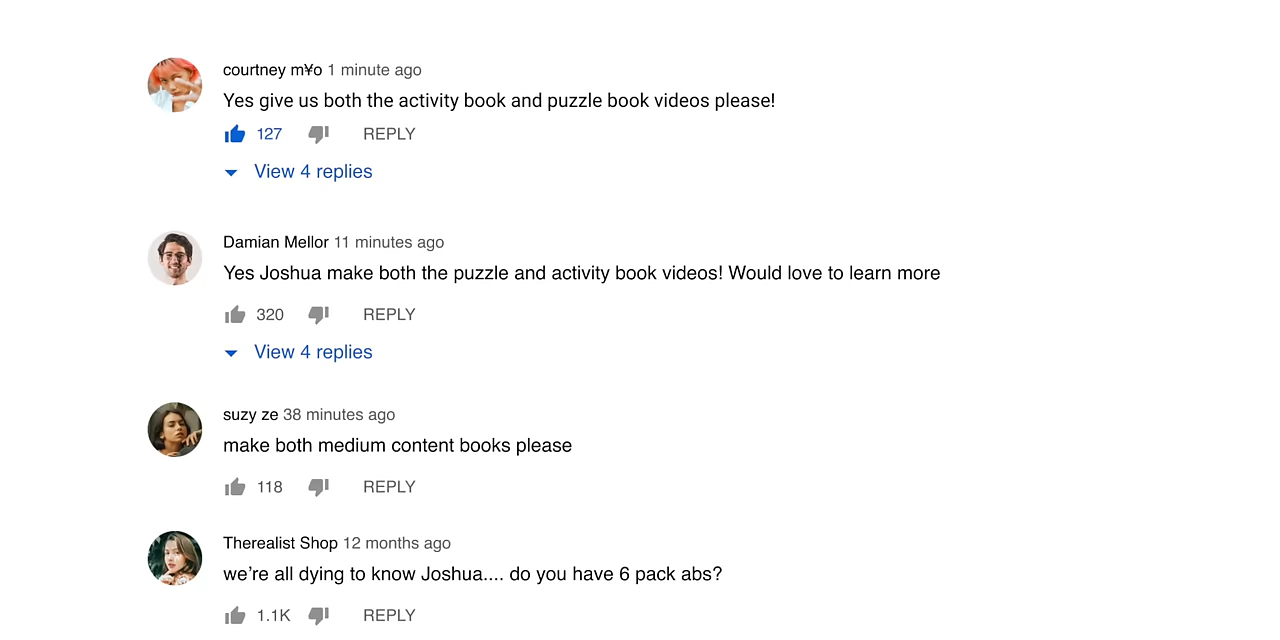 courtney m¥o 1 minute ago
Yes give us both the activity book and puzzle book videos please!
127 REPLY
View 4 replies
Damian Mellor 11 minutes ago
Yes Joshua make both the puzzle and activity book videos! Would love to learn more
320 REPLY
View 4 replies
suzy ze 38 minutes ago
make both medium content books please
118 REPLY
Therealist Shop 12 months ago
we’re all dying to know Joshua.... do you have 6 pack abs?
1.1K REPLY